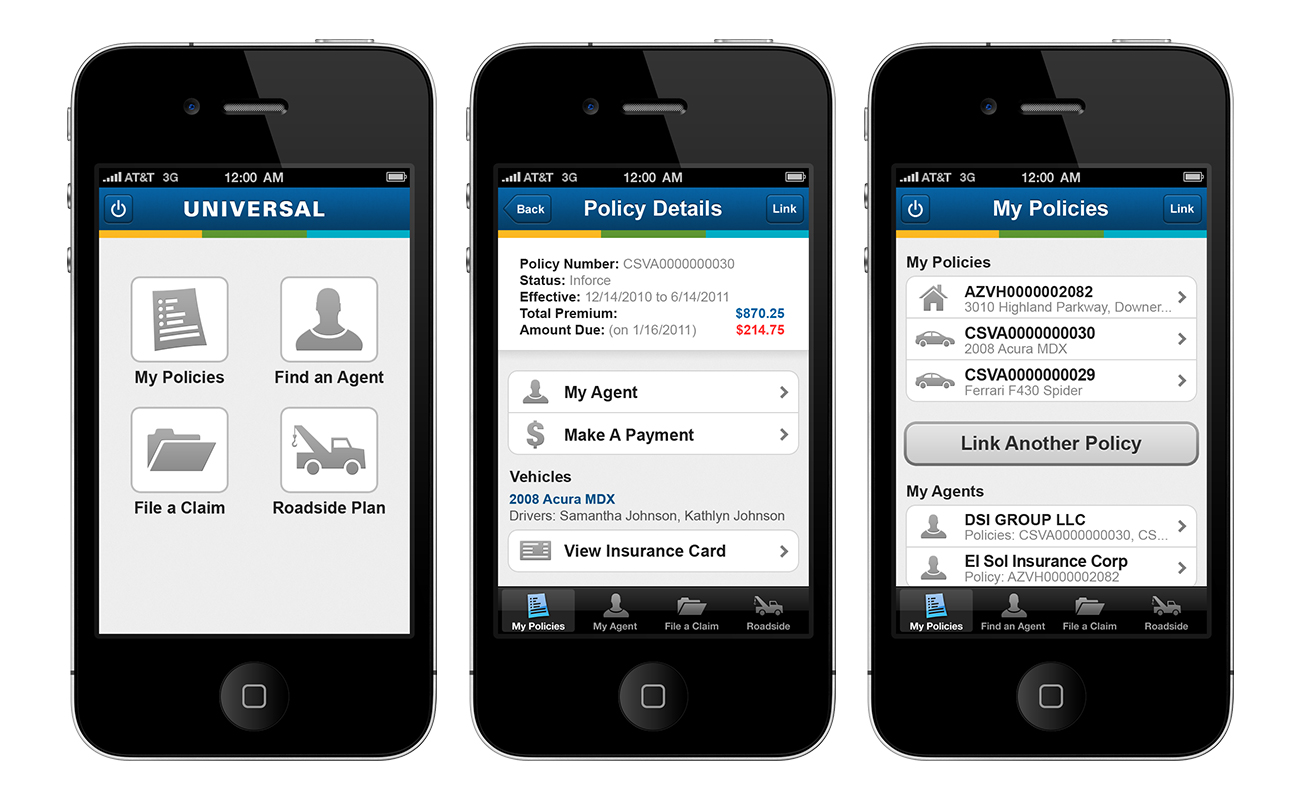 AT&T 3G 12:00 AM
UNIVERSAL
My Policies
Find an Agent
File a Claim
Roadside Plan
AT&T 3G 12:00 AM
Back Policy Details Link
Policy Number: CSVA0000000030
Status: Inforce
Effective: 12/14/2010 to 6/14/2011
Total Premium: $870.25
Amount Due: (on 1/16/2011) $214.75
My Agent
$ Make A Payment
Vehicles
2008 Acura MDX
Drivers: Samantha Johnson, Kathlyn Johnson
View Insurance Card
My Policies My Agent File a Claim Roadside
AT&T 3G 12:00 AM
My Policies Link
My Policies
AZVH0000002082
3010 Highland Parkway, Downer...
CSVA0000000030
2008 Acura MDX
CSVA0000000029
Ferrari F430 Spider
Link Another Policy
My Agents
DSI GROUP LLC
Policies: CSVA0000000030, CS...
El Sol Insurance Corp
Policy: AZVH0000002082
My Policies Find an Agent File a Claim Roadside